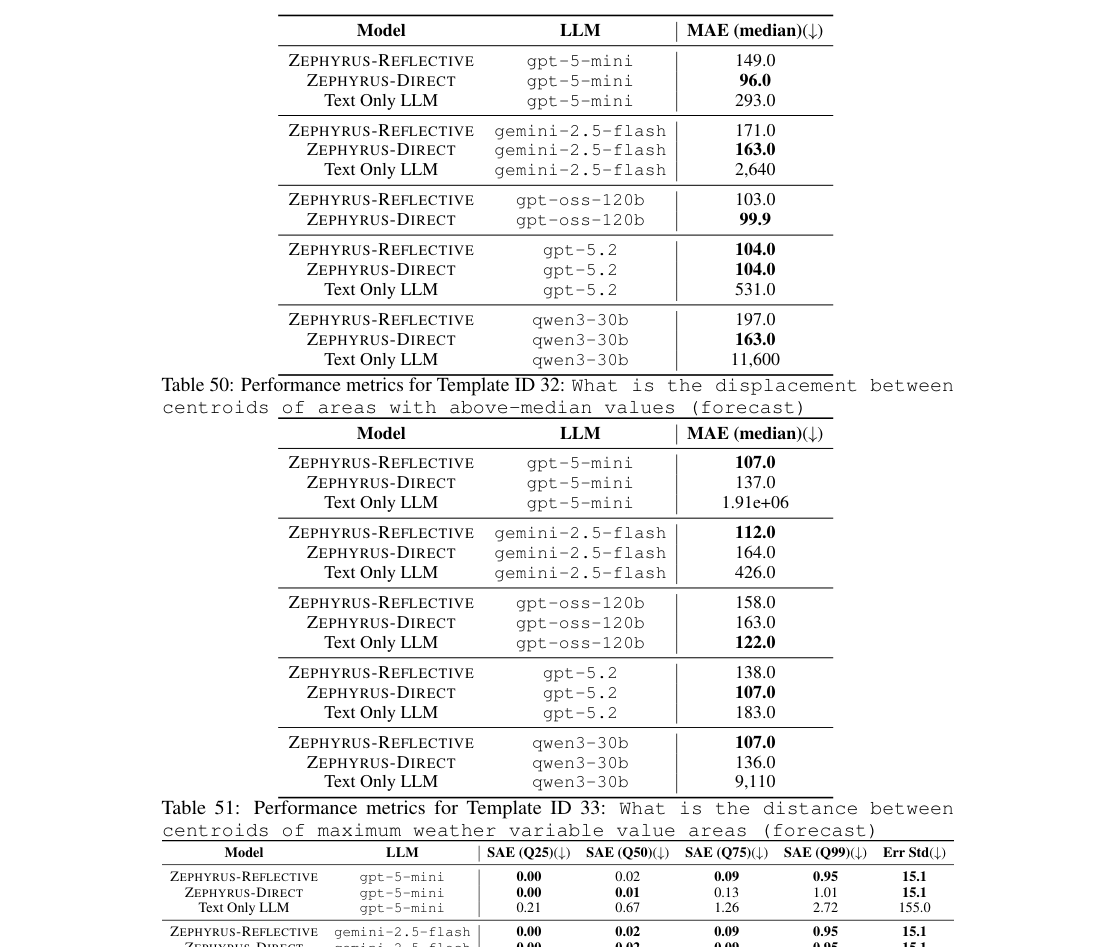 Model LLM MAE (median)(↓)
ZEPHYRUS-REFLECTIVE gpt-5-mini 149.0
ZEPHYRUS-DIRECT gpt-5-mini 96.0
Text Only LLM gpt-5-mini 293.0
ZEPHYRUS-REFLECTIVE gemini-2.5-flash 171.0
ZEPHYRUS-DIRECT gemini-2.5-flash 163.0
Text Only LLM gemini-2.5-flash 2,640
ZEPHYRUS-REFLECTIVE gpt-oss-120b 103.0
ZEPHYRUS-DIRECT gpt-oss-120b 99.9
ZEPHYRUS-REFLECTIVE gpt-5.2 104.0
ZEPHYRUS-DIRECT gpt-5.2 104.0
Text Only LLM gpt-5.2 531.0
ZEPHYRUS-REFLECTIVE qwen3-30b 197.0
ZEPHYRUS-DIRECT qwen3-30b 163.0
Text Only LLM qwen3-30b 11,600
Table 50: Performance metrics for Template ID 32: What is the displacement between
centroids of areas with above-median values (forecast)
Model LLM MAE (median)(↓)
ZEPHYRUS-REFLECTIVE gpt-5-mini 107.0
ZEPHYRUS-DIRECT gpt-5-mini 137.0
Text Only LLM gpt-5-mini 1.91e+06
ZEPHYRUS-REFLECTIVE gemini-2.5-flash 112.0
ZEPHYRUS-DIRECT gemini-2.5-flash 164.0
Text Only LLM gemini-2.5-flash 426.0
ZEPHYRUS-REFLECTIVE gpt-oss-120b 158.0
ZEPHYRUS-DIRECT gpt-oss-120b 163.0
Text Only LLM gpt-oss-120b 122.0
ZEPHYRUS-REFLECTIVE gpt-5.2 138.0
ZEPHYRUS-DIRECT gpt-5.2 107.0
Text Only LLM gpt-5.2 183.0
ZEPHYRUS-REFLECTIVE qwen3-30b 107.0
ZEPHYRUS-DIRECT qwen3-30b 136.0
Text Only LLM qwen3-30b 9,110
Table 51: Performance metrics for Template ID 33: What is the distance between
centroids of maximum weather variable value areas (forecast)
Model LLM SAE (Q25)(↓) SAE (Q50)(↓) SAE (Q75)(↓) SAE (Q99)(↓) Err Std(↓)
ZEPHYRUS-REFLECTIVE gpt-5-mini 0.00 0.02 0.09 0.95 15.1
ZEPHYRUS-DIRECT gpt-5-mini 0.00 0.01 0.13 1.01 15.1
Text Only LLM gpt-5-mini 0.21 0.67 1.26 2.72 155.0
ZEPHYRUS-REFLECTIVE gemini-2.5-flash 0.00 0.02 0.09 0.95 15.1